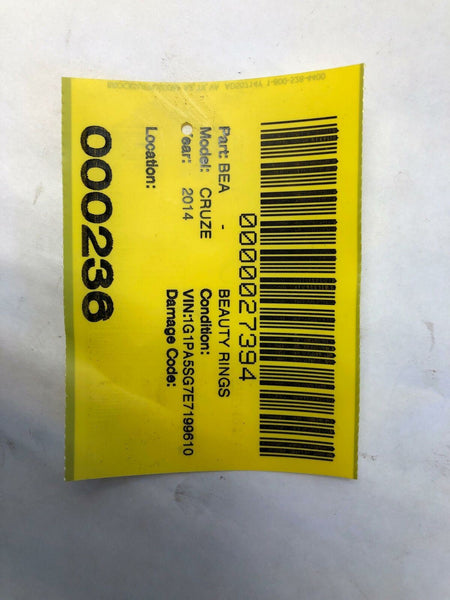 0000027394
Part: BEA - BEAUTY RINGS
Model: CRUZE Condition:
Year: 2014 VIN:1G1PA5SG7E7199610
Damage Code:
Location:
000236